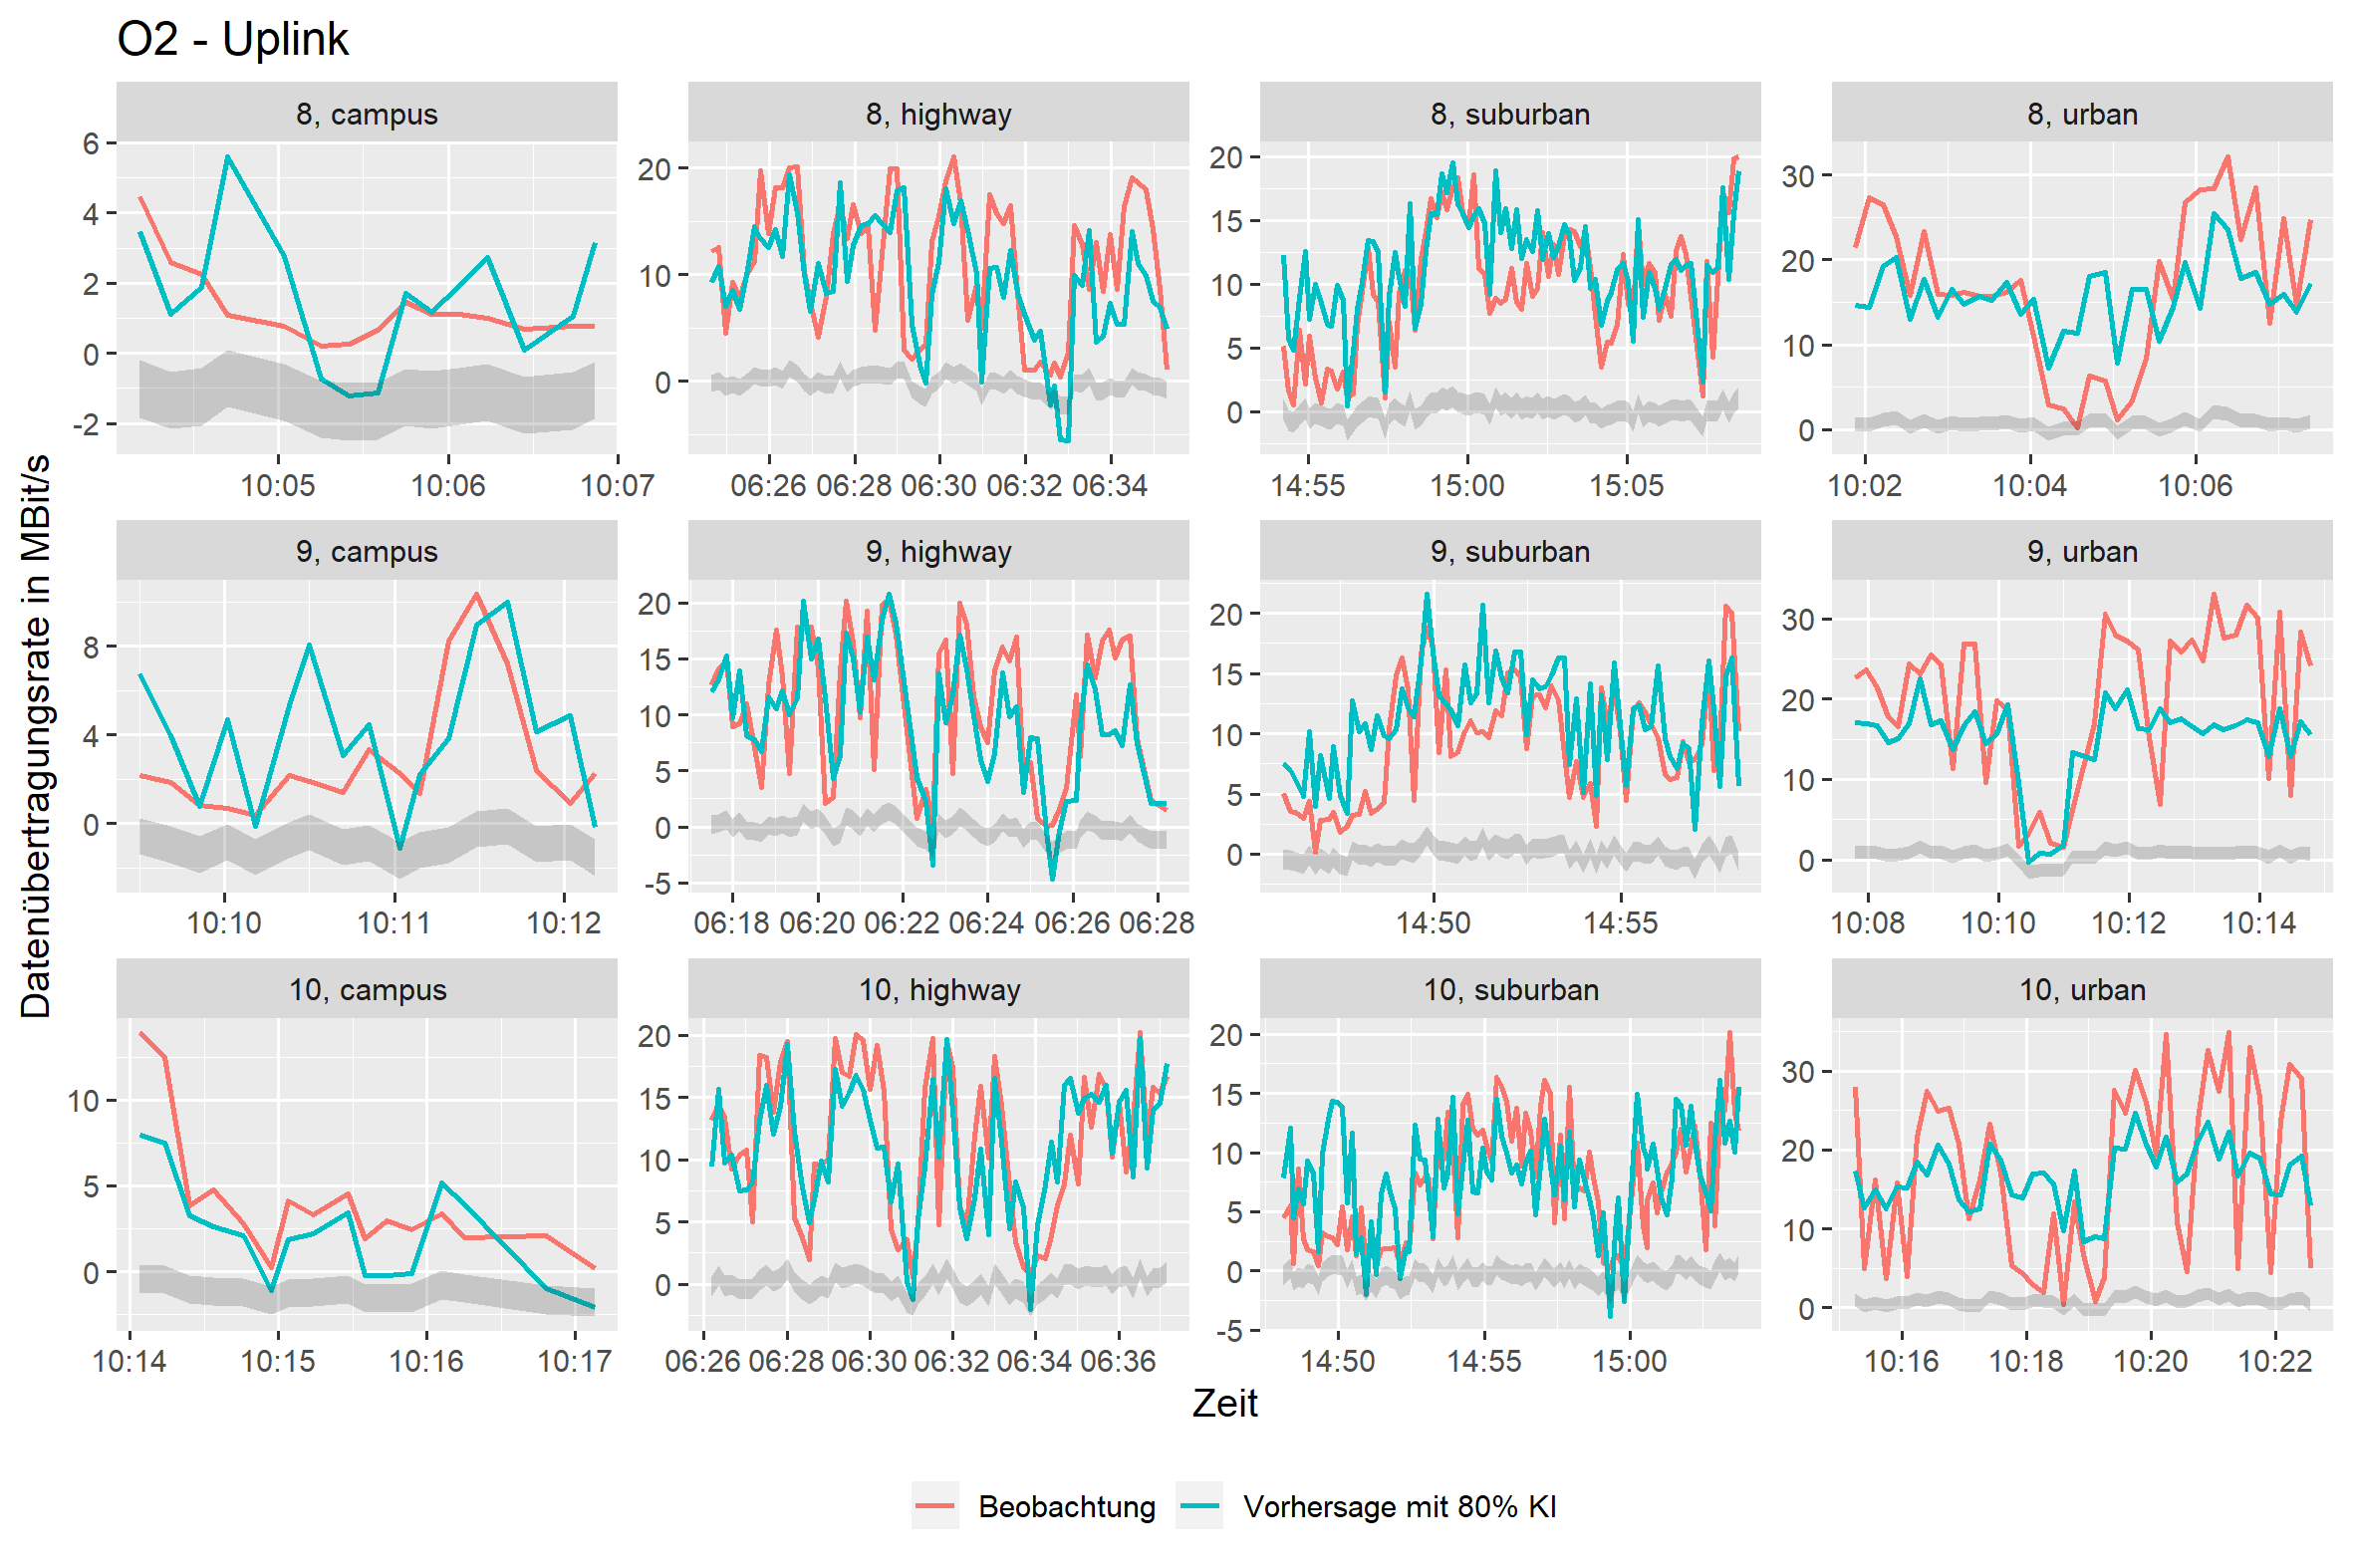 O2 - Uplink
Datenübertragungsrate in MBit/s
8, campus
8, highway
8, suburban
8, urban
6
4
2
0
-2
20
10
0
20
15
10
5
0
30
20
10
0
10:05 10:06 10:07
06:26 06:28 06:30 06:32 06:34
14:55 15:00 15:05
10:02 10:04 10:06
9, campus
9, highway
9, suburban
9, urban
8
4
0
20
15
10
5
0
-5
20
15
10
5
0
30
20
10
0
10:10 10:11 10:12
06:18 06:20 06:22 06:24 06:26 06:28
14:50 14:55
10:08 10:10 10:12 10:14
10, campus
10, highway
10, suburban
10, urban
10
5
0
20
15
10
5
0
20
15
10
5
0
-5
30
20
10
0
10:14 10:15 10:16 10:17
06:26 06:28 06:30 06:32 06:34 06:36
14:50 14:55 15:00
10:16 10:18 10:20 10:22
Zeit
Beobachtung Vorhersage mit 80% KI